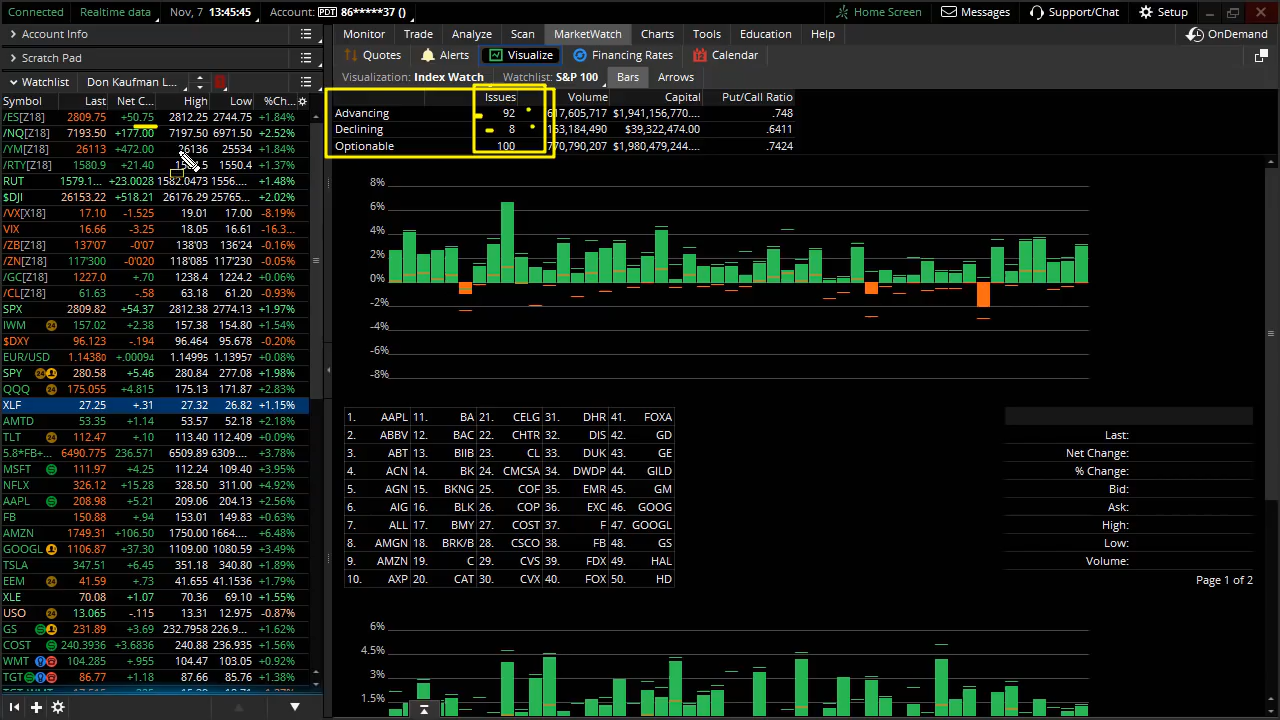 Connected Realtime data Nov, 7 13:45:45 Account: PDT 86*****37 () Home Screen Messages Support/Chat Setup
Account Info
Monitor Trade Analyze Scan MarketWatch Charts Tools Education Help OnDemand
Scratch Pad
Quotes Alerts Visualize Financing Rates Calendar
Watchlist Don Kaufman L...
Visualization: Index Watch Watchlist: S&P 100 Bars Arrows
Issues Volume Capital Put/Call Ratio
Advancing 92 617,605,717 $1,941,156,770.... .748
Declining 8 153,184,490 $39,322,474.00 .6411
Optionable 100 770,790,207 $1,980,479,244.... .7424
Symbol Last Net C... High Low %Ch...
/ES[Z18] 2809.75 +50.75 2812.25 2744.75 +1.84%
/NQ[Z18] 7193.50 +177.00 7197.50 6971.50 +2.52%
/YM[Z18] 26113 +472.00 26136 25534 +1.84%
/RTY[Z18] 1580.9 +21.40 1550.4 +1.37%
RUT 1579.1... +23.0028 1582.0473 1556.... +1.48%
$DJI 26153.22 +518.21 26176.29 25765... +2.02%
/VX[X18] 17.10 -1.525 19.01 17.00 -8.19%
VIX 16.66 -3.25 18.05 16.61 -16.3...
/ZB[Z18] 137'07 -0'07 138'03 136'24 -0.16%
/ZN[Z18] 117'300 -0'020 118'085 117'230 -0.05%
/GC[Z18] 1227.0 +.70 1238.4 1224.2 +0.06%
/CL[Z18] 61.63 -.58 63.18 61.20 -0.93%
SPX 2809.82 +54.37 2812.38 2774.13 +1.97%
IWM 157.02 +2.38 157.38 154.80 +1.54%
$DXY 96.123 -.194 96.464 95.678 -0.20%
EUR/USD 1.14380 +.00094 1.14995 1.13957 +0.08%
SPY 280.58 +5.46 280.84 277.08 +1.98%
QQQ 175.055 +4.815 175.13 171.87 +2.83%
XLF 27.25 +.31 27.32 26.82 +1.15%
AMTD 53.35 +1.14 53.57 52.18 +2.18%
TLT 112.47 +.10 113.40 112.409 +0.09%
5.8*FB+... 6490.775 236.571 6509.89 6309.... +3.78%
MSFT 111.97 +4.25 112.24 109.40 +3.95%
NFLX 326.12 +15.28 328.50 311.00 +4.92%
AAPL 208.98 +5.21 209.06 204.13 +2.56%
FB 150.88 +.94 153.01 149.83 +0.63%
AMZN 1749.31 +106.50 1750.00 1664.... +6.48%
GOOGL 1106.87 +37.30 1109.00 1080.59 +3.49%
TSLA 347.51 +6.45 351.18 340.80 +1.89%
EEM 41.59 +.73 41.655 41.1539 +1.79%
XLE 70.08 +1.07 70.36 69.10 +1.55%
USO 13.065 -.115 13.31 12.975 -0.87%
GS 231.89 +3.69 232.7958 226.9... +1.62%
COST 240.3936 +3.6836 240.88 236.935 +1.56%
WMT 104.285 +.955 104.47 103.05 +0.92%
TGT 86.77 +1.18 87.66 85.76 +1.38%
8%
6%
4%
2%
0%
-2%
-4%
-6%
-8%
1. AAPL 11. BA 21. CELG 31. DHR 41. FOXA
2. ABBV 12. BAC 22. CHTR 32. DIS 42. GD
3. ABT 13. BIIB 23. CL 33. DUK 43. GE
4. ACN 14. BK 24. CMCSA 34. DWDP 44. GILD
5. AGN 15. BKNG 25. COF 35. EMR 45. GM
6. AIG 16. BLK 26. COP 36. EXC 46. GOOG
7. ALL 17. BMY 27. COST 37. F 47. GOOGL
8. AMGN 18. BRK/B 28. CSCO 38. FB 48. GS
9. AMZN 19. C 29. CVS 39. FDX 49. HAL
10. AXP 20. CAT 30. CVX 40. FOX 50. HD
Last:
Net Change:
% Change:
Bid:
Ask:
High:
Low:
Volume:
Page 1 of 2
6%
4.5%
3%
1.5%